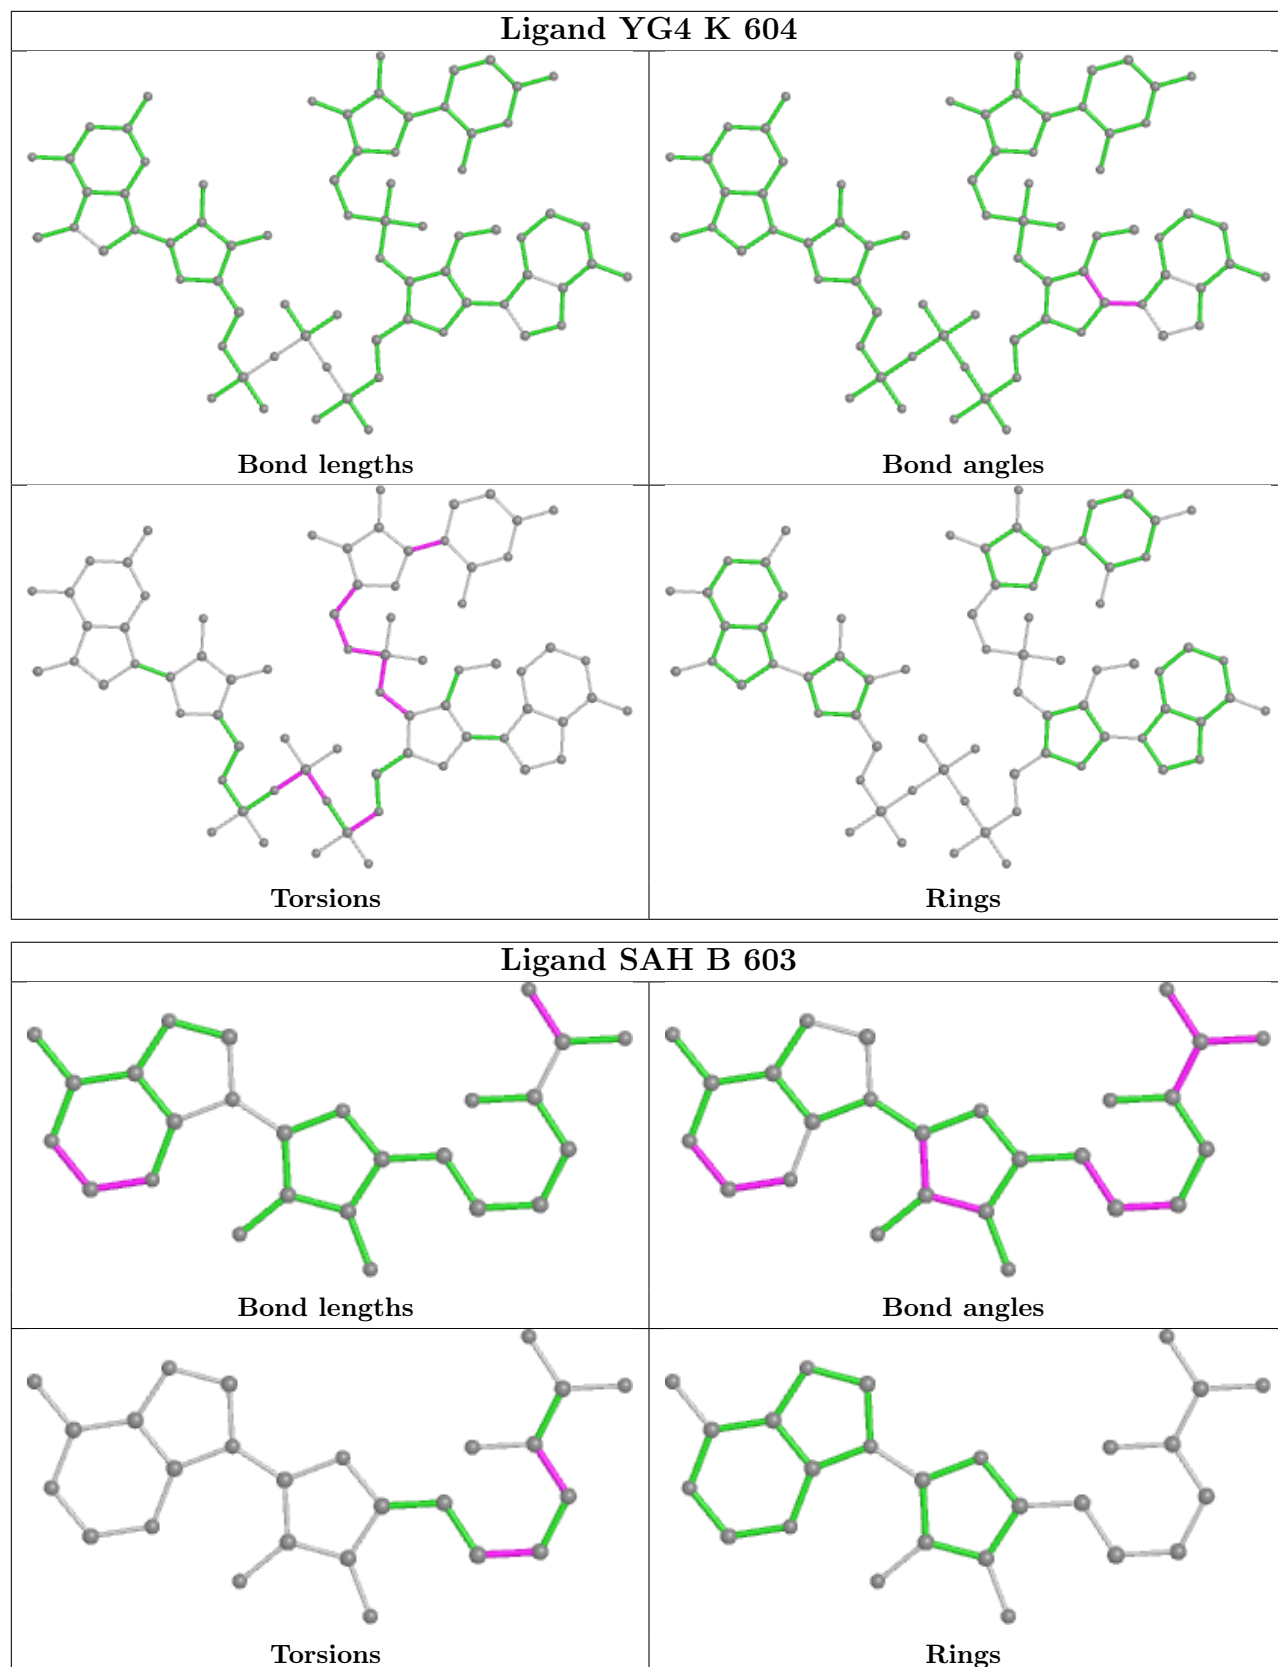 Ligand YG4 K 604
Bond lengths
Bond angles
Torsions
Rings
Ligand SAH B 603
Bond lengths
Bond angles
Torsions
Rings